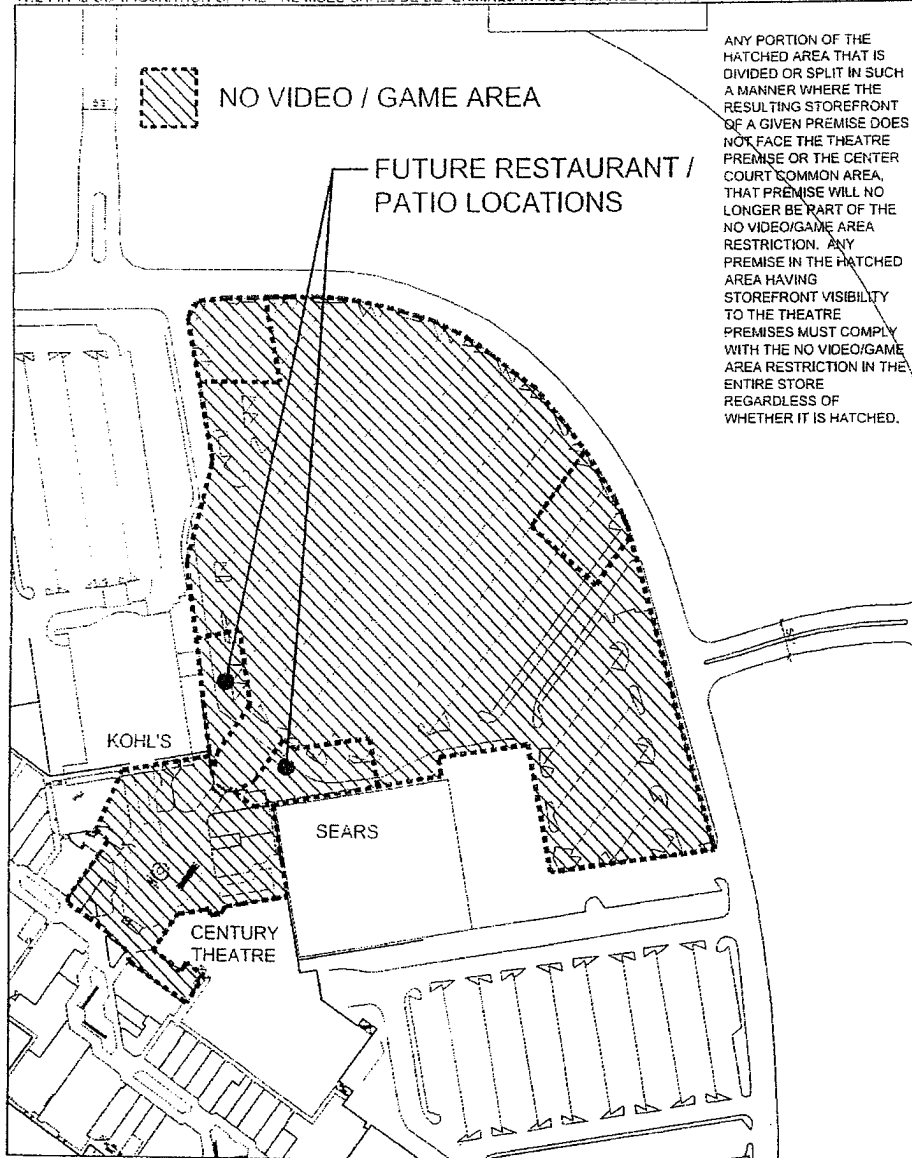 NO VIDEO / GAME AREA
FUTURE RESTAURANT /
PATIO LOCATIONS
ANY PORTION OF THE
HATCHED AREA THAT IS
DIVIDED OR SPLIT IN SUCH
A MANNER WHERE THE
RESULTING STOREFRONT
OF A GIVEN PREMISE DOES
NOT FACE THE THEATRE
PREMISE OR THE CENTER
COURT COMMON AREA,
THAT PREMISE WILL NO
LONGER BE PART OF THE
NO VIDEO/GAME AREA
RESTRICTION. ANY
PREMISE IN THE HATCHED
AREA HAVING
STOREFRONT VISIBILITY
TO THE THEATRE
PREMISES MUST COMPLY
WITH THE NO VIDEO/GAME
AREA RESTRICTION IN THE
ENTIRE STORE
REGARDLESS OF
WHETHER IT IS HATCHED.
KOHL'S
SEARS
CENTURY
THEATRE